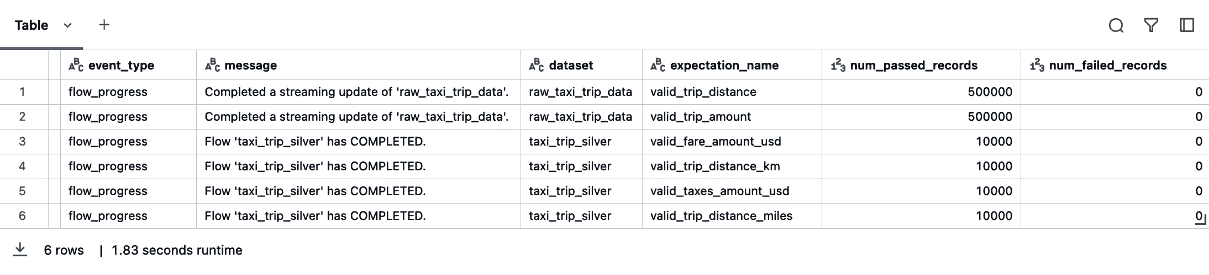 Table
event_type message dataset expectation_name num_passed_records num_failed_records
1 flow_progress Completed a streaming update of 'raw_taxi_trip_data'. raw_taxi_trip_data valid_trip_distance 500000 0
2 flow_progress Completed a streaming update of 'raw_taxi_trip_data'. raw_taxi_trip_data valid_trip_amount 500000 0
3 flow_progress Flow 'taxi_trip_silver' has COMPLETED. taxi_trip_silver valid_fare_amount_usd 10000 0
4 flow_progress Flow 'taxi_trip_silver' has COMPLETED. taxi_trip_silver valid_trip_distance_km 10000 0
5 flow_progress Flow 'taxi_trip_silver' has COMPLETED. taxi_trip_silver valid_taxes_amount_usd 10000 0
6 flow_progress Flow 'taxi_trip_silver' has COMPLETED. taxi_trip_silver valid_trip_distance_miles 10000 0
6 rows | 1.83 seconds runtime